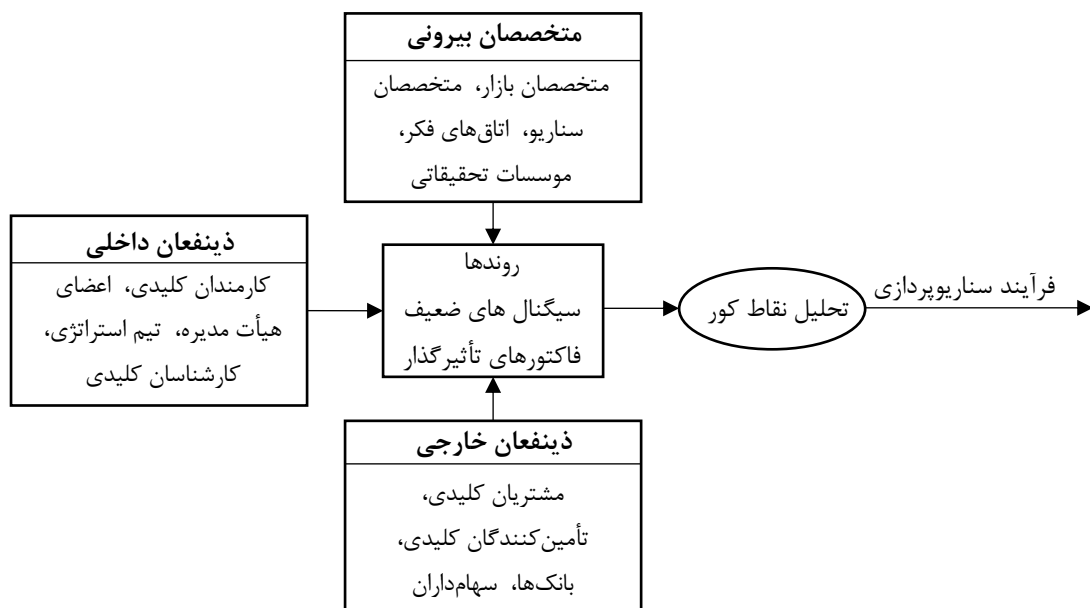 متخصصان بیرونی
متخصصان بازار، متخصصان
سناریو، اتاق‌های فکر،
موسسات تحقیقاتی
ذینفعان داخلی
کارمندان کلیدی، اعضای
هیأت مدیره، تیم استراتژی،
کارشناسان کلیدی
روندها
سیگنال های ضعیف
فاکتورهای تأثیرگذار
تحلیل نقاط کور
فرآیند سناریوپردازی
ذینفعان خارجی
مشتریان کلیدی،
تأمین‌کنندگان کلیدی،
بانک‌ها، سهام‌داران